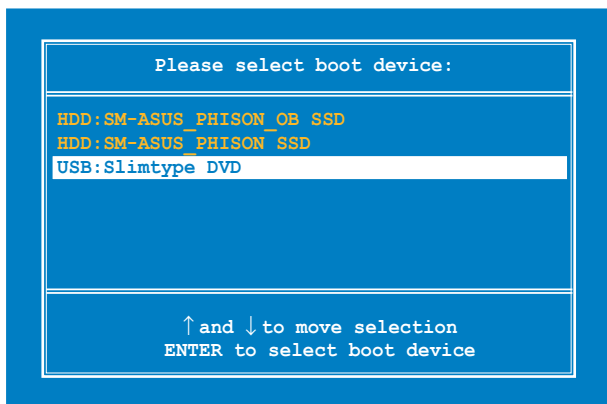 Please select boot device:
HDD:SM-ASUS_PHISON_OB SSD
HDD:SM-ASUS_PHISON SSD
USB:Slimtype DVD
↑ and ↓ to move selection
ENTER to select boot device